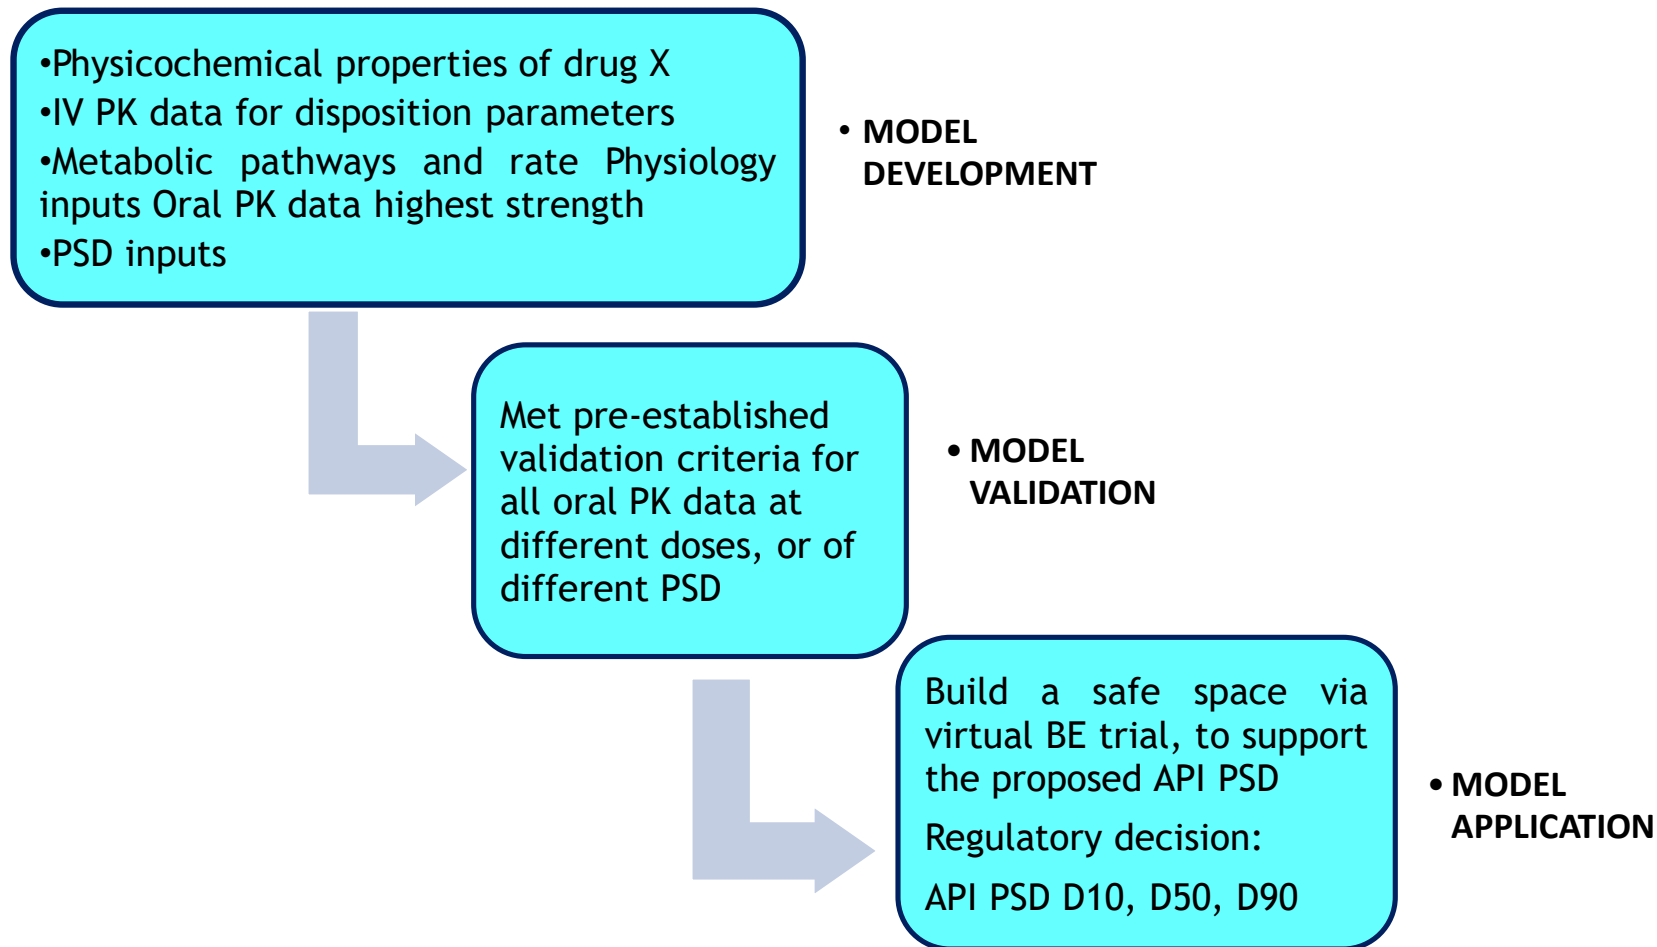 •Physicochemical properties of drug X
•IV PK data for disposition parameters
•Metabolic pathways and rate Physiology
inputs Oral PK data highest strength
•PSD inputs
• MODEL
DEVELOPMENT
Met pre-established
validation criteria for
all oral PK data at
different doses, or of
different PSD
• MODEL
VALIDATION
Build a safe space via
virtual BE trial, to support
the proposed API PSD
Regulatory decision:
API PSD D10, D50, D90
• MODEL
APPLICATION